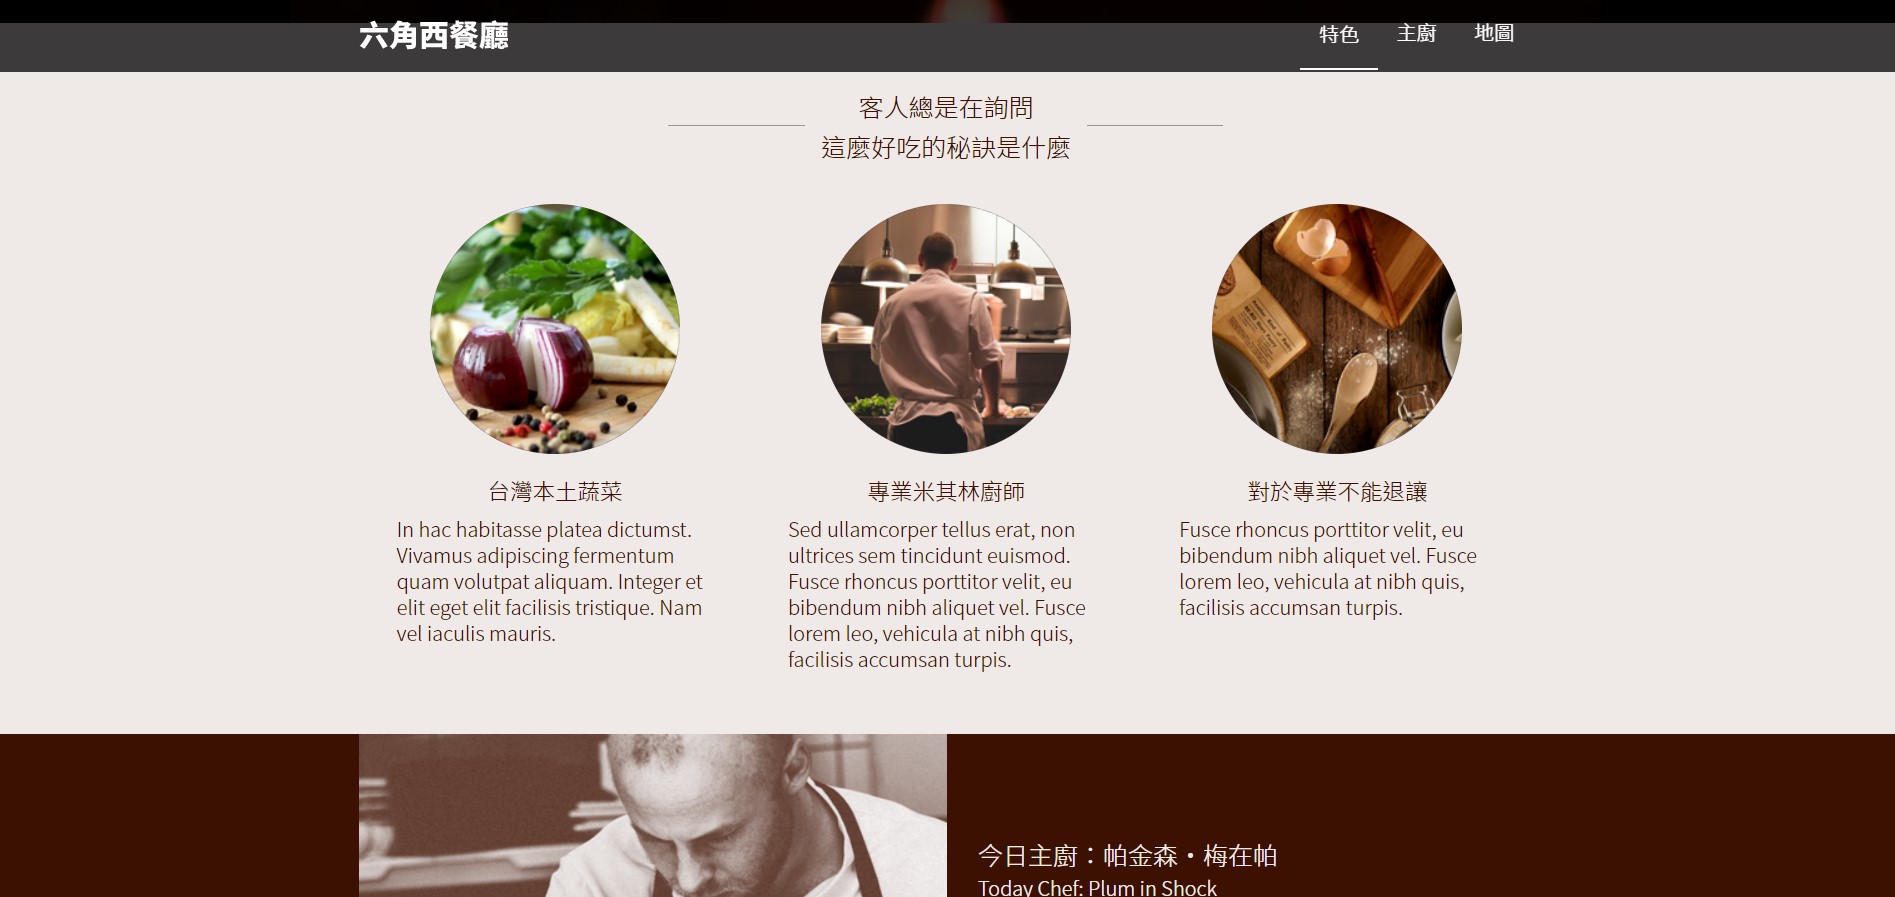 六角西餐廳
特色
主廚
地圖
客人總是在詢問
這麼好吃的秘訣是什麼
台灣本土蔬菜
In hac habitasse platea dictumst.
Vivamus adipiscing fermentum
quam volutpat aliquam. Integer et
elit eget elit facilisis tristique. Nam
vel iaculis mauris.
專業米其林廚師
Sed ullamcorper tellus erat, non
ultrices sem tincidunt euismod.
Fusce rhoncus porttitor velit, eu
bibendum nibh aliquet vel. Fusce
lorem leo, vehicula at nibh quis,
facilisis accumsan turpis.
對於專業不能退讓
Fusce rhoncus porttitor velit, eu
bibendum nibh aliquet vel. Fusce
lorem leo, vehicula at nibh quis,
facilisis accumsan turpis.
今日主廚：帕金森・梅在帕
Today Chef: Plum in Shock